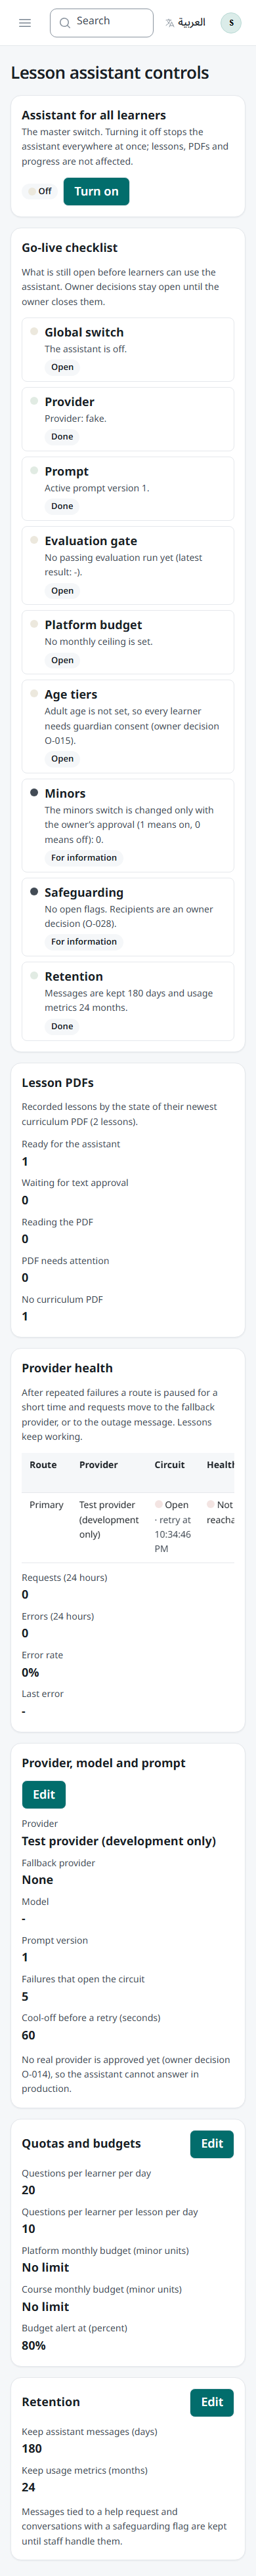 Search
العربية
S
Lesson assistant controls
Assistant for all learners
The master switch. Turning it off stops the
assistant everywhere at once; lessons, PDFs and
progress are not affected.
Off
Turn on
Go-live checklist
What is still open before learners can use the
assistant. Owner decisions stay open until the
owner closes them.
Global switch
The assistant is off.
Open
Provider
Provider: fake.
Done
Prompt
Active prompt version 1.
Done
Evaluation gate
No passing evaluation run yet (latest
result: -).
Open
Platform budget
No monthly ceiling is set.
Open
Age tiers
Adult age is not set, so every learner
needs guardian consent (owner decision
O-015).
Open
Minors
The minors switch is changed only with
the owner's approval (1 means on, 0
means off): 0.
For information
Safeguarding
No open flags. Recipients are an owner
decision (O-028).
For information
Retention
Messages are kept 180 days and usage
metrics 24 months.
Done
Lesson PDFs
Recorded lessons by the state of their newest
curriculum PDF (2 lessons).
Ready for the assistant
1
Waiting for text approval
0
Reading the PDF
0
PDF needs attention
0
No curriculum PDF
1
Provider health
After repeated failures a route is paused for a
short time and requests move to the fallback
provider, or to the outage message. Lessons
keep working.
Route Provider Circuit Health
Primary Test provider Open Not
(development · retry at reacha
only) 10:34:46
PM
Requests (24 hours)
0
Errors (24 hours)
0
Error rate
0%
Last error
-
Provider, model and prompt
Edit
Provider
Test provider (development only)
Fallback provider
None
Model
-
Prompt version
1
Failures that open the circuit
5
Cool-off before a retry (seconds)
60
No real provider is approved yet (owner decision
O-014), so the assistant cannot answer in
production.
Quotas and budgets
Edit
Questions per learner per day
20
Questions per learner per lesson per day
10
Platform monthly budget (minor units)
No limit
Course monthly budget (minor units)
No limit
Budget alert at (percent)
80%
Retention
Edit
Keep assistant messages (days)
180
Keep usage metrics (months)
24
Messages tied to a help request and
conversations with a safeguarding flag are kept
until staff handle them.